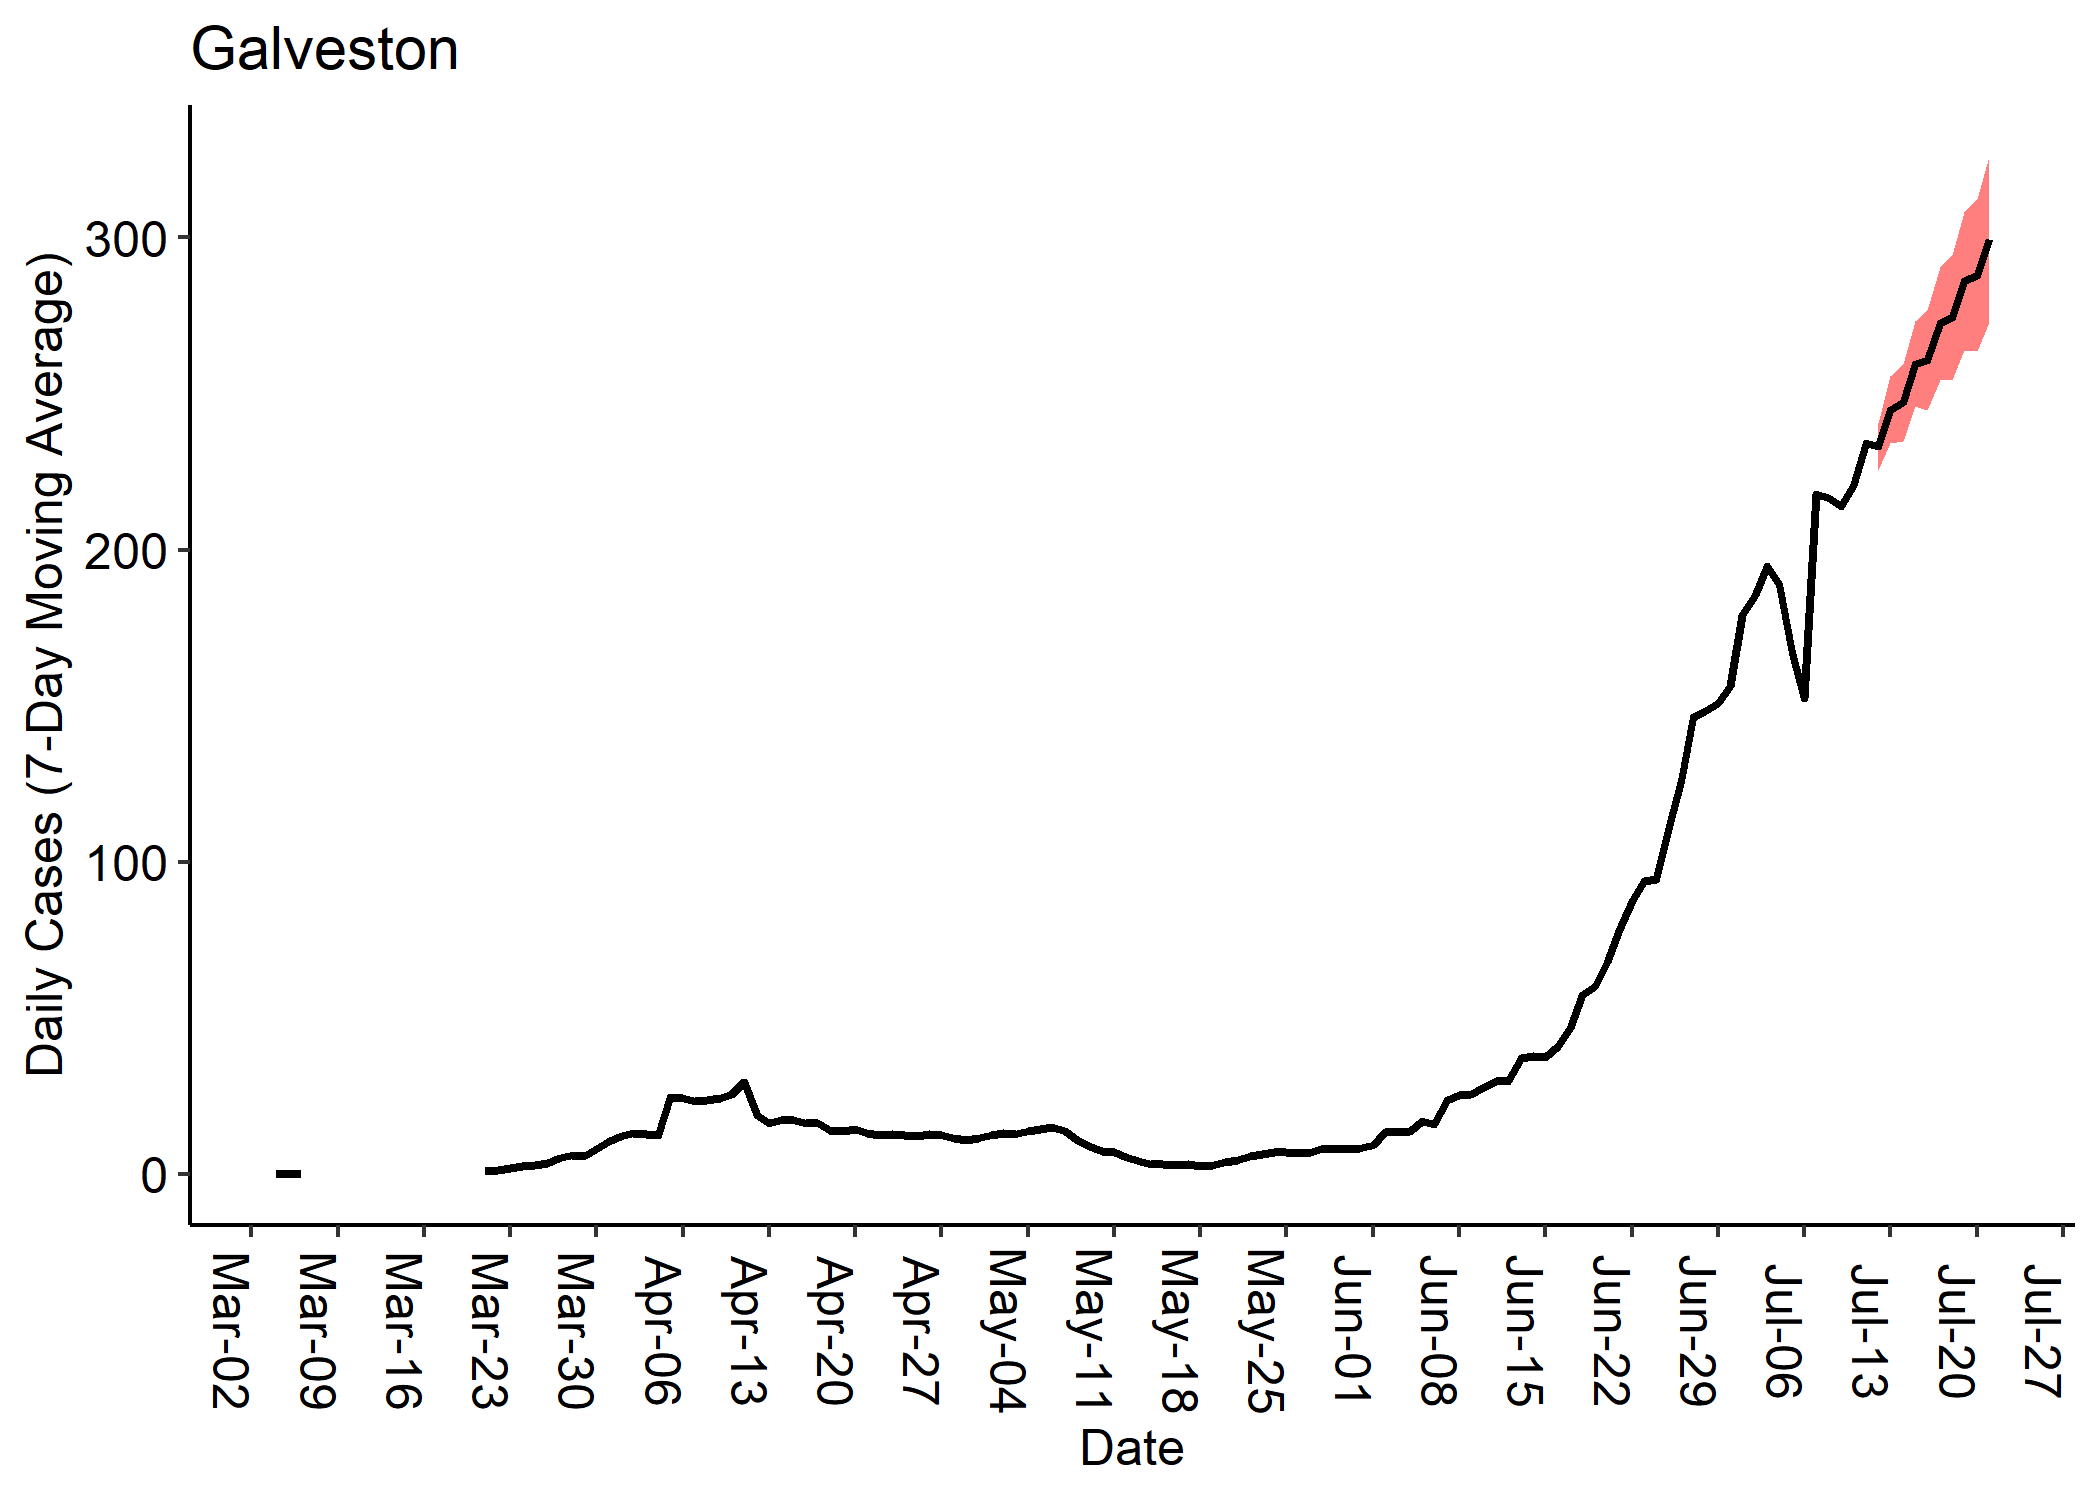 Galveston
Daily Cases (7-Day Moving Average)
300
200
100
0
Mar-02
Mar-09
Mar-16
Mar-23
Mar-30
Apr-06
Apr-13
Apr-20
Apr-27
May-04
May-11
May-18
May-25
Jun-01
Jun-08
Jun-15
Jun-22
Jun-29
Jul-06
Jul-13
Jul-20
Jul-27
Date